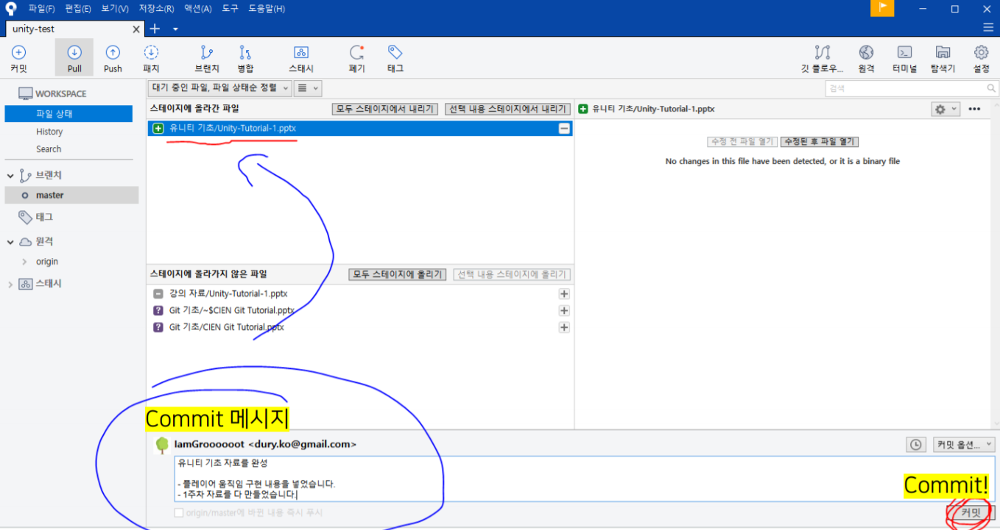 파일(F) 편집(E) 보기(V) 저장소(R) 액션(A) 도구 도움말(H)
unity-test
커밋 Pull Push 패치 브랜치 병합 스태시 폐기 태그 깃 플로우... 원격 터미널 탐색기 설정
WORKSPACE
파일 상태
History
Search
브랜치
master
태그
원격
origin
스태시
대기 중인 파일, 파일 상태순 정렬
검색
스테이지에 올라간 파일 모두 스테이지에서 내리기 선택 내용 스테이지에서 내리기
유니티 기초/Unity-Tutorial-1.pptx
스테이지에 올라가지 않은 파일 모두 스테이지에 올리기 선택 내용 스테이지에 올리기
강의 자료/Unity-Tutorial-1.pptx
Git 기초/~$CIEN Git Tutorial.pptx
Git 기초/CIEN Git Tutorial.pptx
유니티 기초/Unity-Tutorial-1.pptx
수정 전 파일 열기 수정된 후 파일 열기
No changes in this file have been detected, or it is a binary file
Commit 메시지
IamGroooooot <dury.ko@gmail.com>
커밋 옵션...
유니티 기초 자료를 완성
- 플레이어 움직임 구현 내용을 넣었습니다.
- 1주차 자료를 다 만들었습니다.
Commit!
origin/master에 바뀐 내용 즉시 푸시
커밋